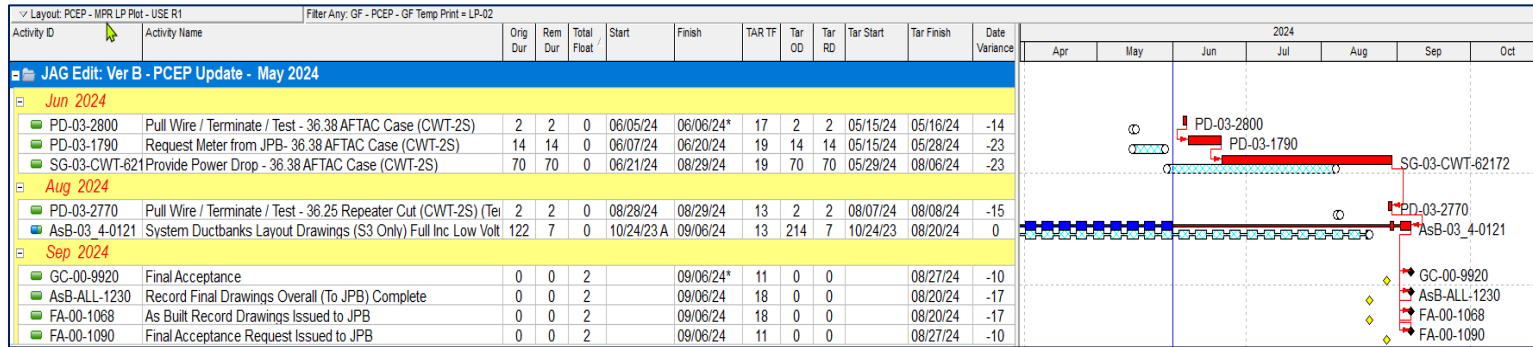 Layout: PCEP - MPR LP Plot - USE R1 Filter Any: GF - PCEP - GF Temp Print = LP-02
Activity ID Activity Name Orig Dur Rem Dur Total Float Start Finish TAR TF Tar OD Tar RD Tar Start Tar Finish Date Variance 2024
Apr May Jun Jul Aug Sep Oct
JAG Edit: Ver B - PCEP Update - May 2024
Jun 2024
PD-03-2800 Pull Wire / Terminate / Test - 36.38 AFTAC Case (CWT-2S) 2 2 0 06/05/24 06/06/24* 17 2 2 05/15/24 05/16/24 -14 PD-03-2800
PD-03-1790 Request Meter from JPB- 36.38 AFTAC Case (CWT-2S) 14 14 0 06/07/24 06/20/24 19 14 14 05/15/24 05/28/24 -23 PD-03-1790
SG-03-CWT-621 Provide Power Drop - 36.38 AFTAC Case (CWT-2S) 70 70 0 06/21/24 08/29/24 19 70 70 05/29/24 08/06/24 -23 SG-03-CWT-62172
Aug 2024
PD-03-2770 Pull Wire / Terminate / Test - 36.25 Repeater Cut (CWT-2S) (Ter 2 2 0 08/28/24 08/29/24 13 2 2 08/07/24 08/08/24 -15 PD-03-2770
AsB-03_4-0121 System Ductbanks Layout Drawings (S3 Only) Full Inc Low Volt 122 7 0 10/24/23 A 09/06/24 13 214 7 10/24/23 08/20/24 0 AsB-03_4-0121
Sep 2024
GC-00-9920 Final Acceptance 0 0 2 09/06/24* 11 0 0 08/27/24 -10 GC-00-9920
AsB-ALL-1230 Record Final Drawings Overall (To JPB) Complete 0 0 2 09/06/24 18 0 0 08/20/24 -17 AsB-ALL-1230
FA-00-1068 As Built Record Drawings Issued to JPB 0 0 2 09/06/24 18 0 0 08/20/24 -17 FA-00-1068
FA-00-1090 Final Acceptance Request Issued to JPB 0 0 2 09/06/24 11 0 0 08/27/24 -10 FA-00-1090